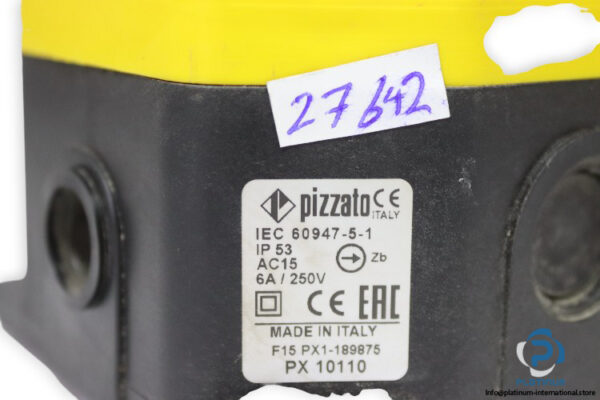 27642
pizzato CE
ITALY
IEC 60947-5-1
IP 53
AC15
6A / 250V
Zb
CE EAC
MADE IN ITALY
F15 PX1-189875
PX 10110
info@platinum-international.store